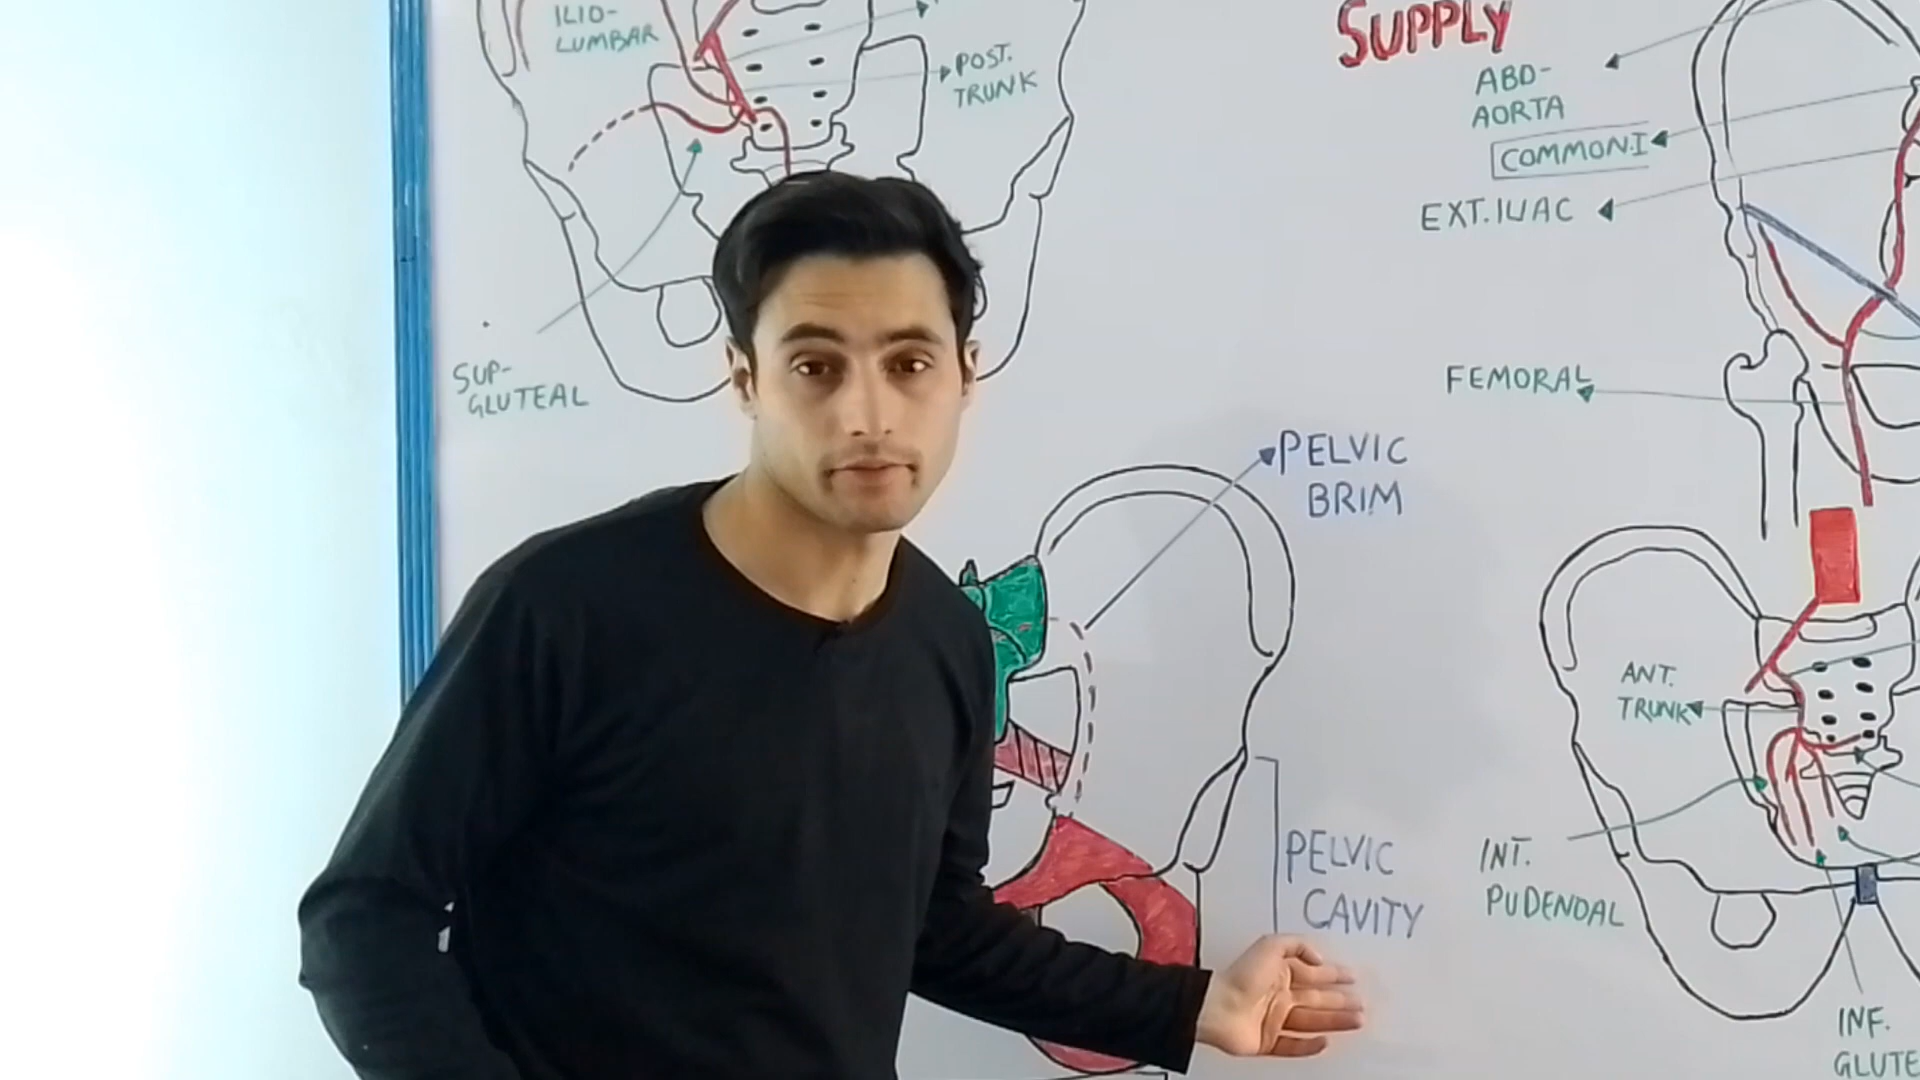 ILIO-
LUMBAR
POST.
TRUNK
SUP-
GLUTEAL
SUPPLY
ABD-
AORTA
COMMON.I
EXT.ILIAC
FEMORAL
PELVIC
BRIM
PELVIC
CAVITY
ANT.
TRUNK
INT.
PUDENDAL
INF.
GLUTE